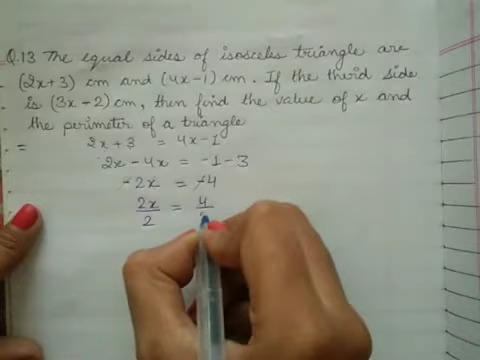 Q.13 The equal sides of isosceles triangle are
(2x+3) cm and (4x-1) cm. If the third side
is (3x-2) cm, then find the value of x and
the perimeter of a triangle
= 2x + 3 = 4x - 1
2x - 4x = -1 - 3
-2x = -4
2x/2 = 4/